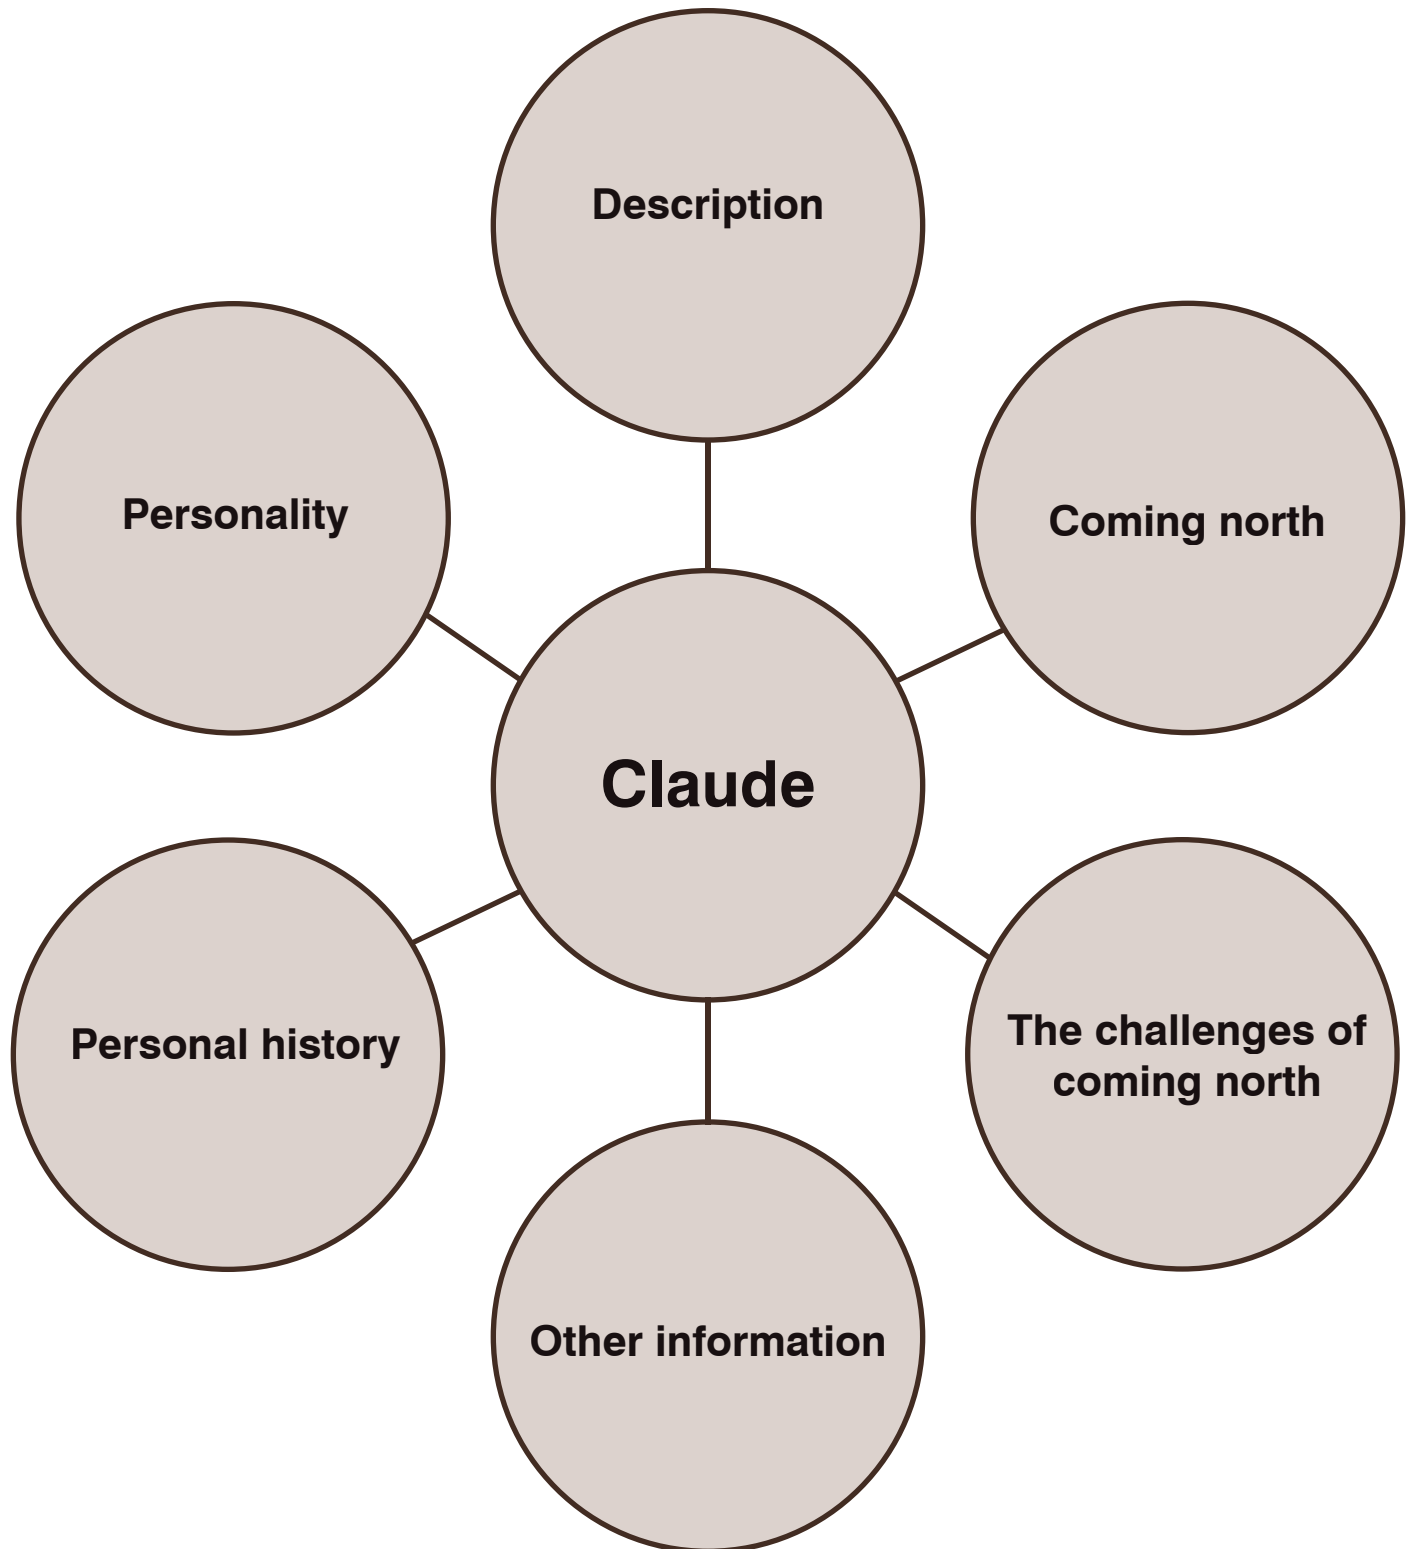 Description
Personality
Coming north
Claude
Personal history
The challenges of
coming north
Other information